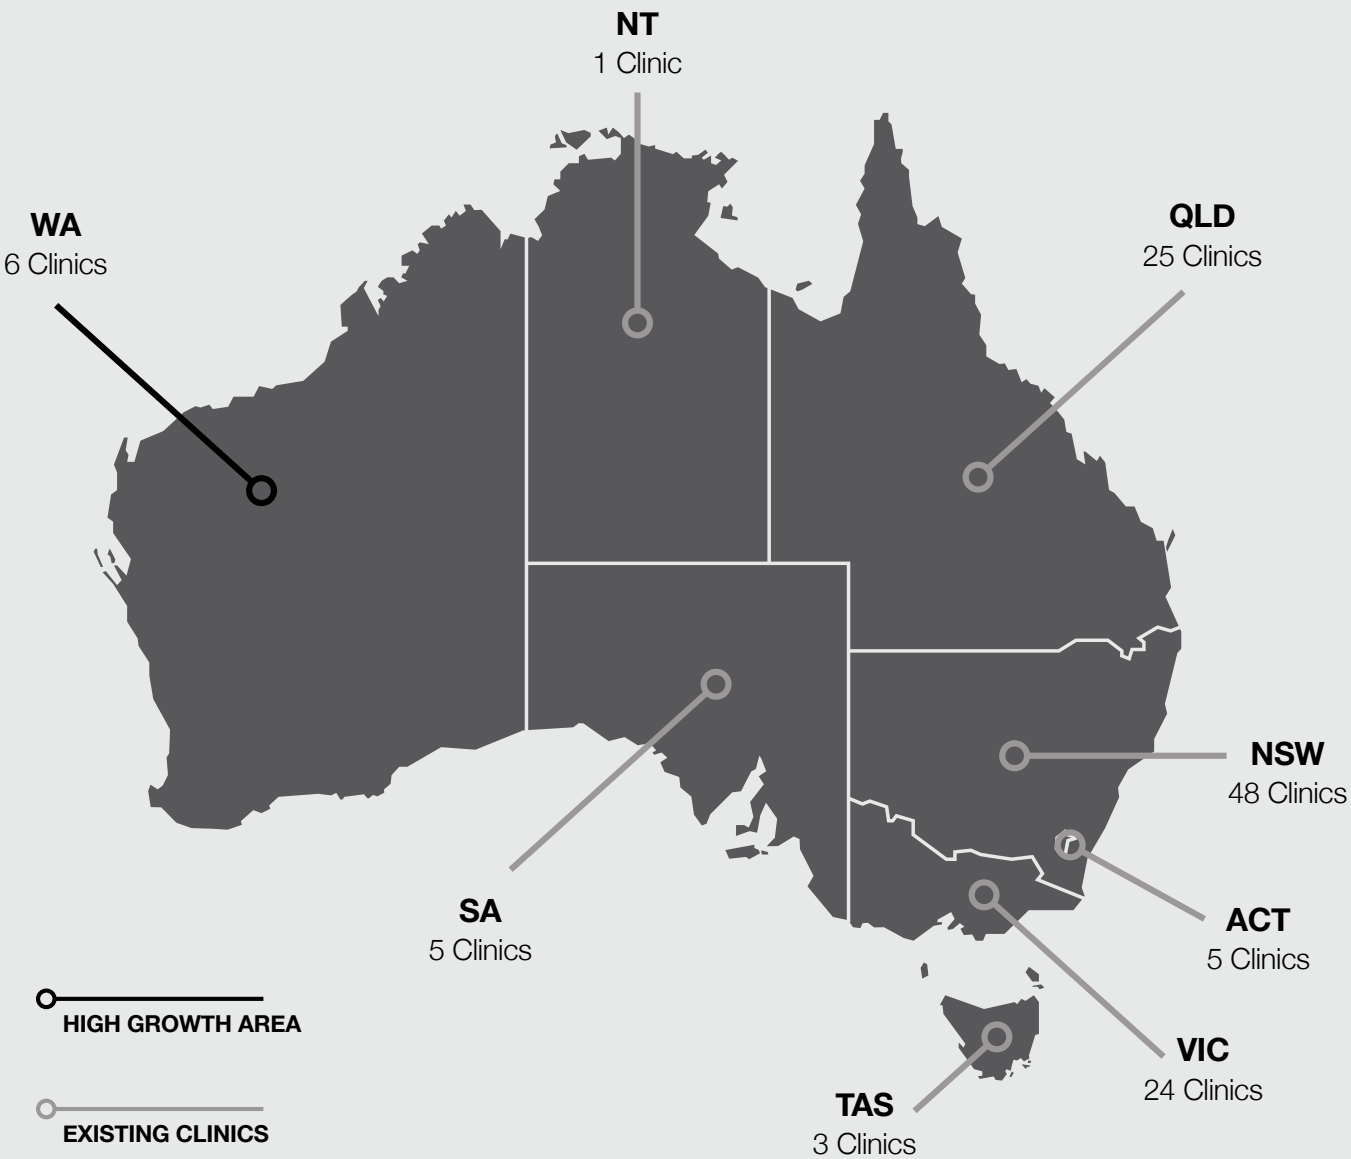 NT
1 Clinic
WA
6 Clinics
QLD
25 Clinics
NSW
48 Clinics
SA
5 Clinics
ACT
5 Clinics
VIC
24 Clinics
TAS
3 Clinics
HIGH GROWTH AREA
EXISTING CLINICS